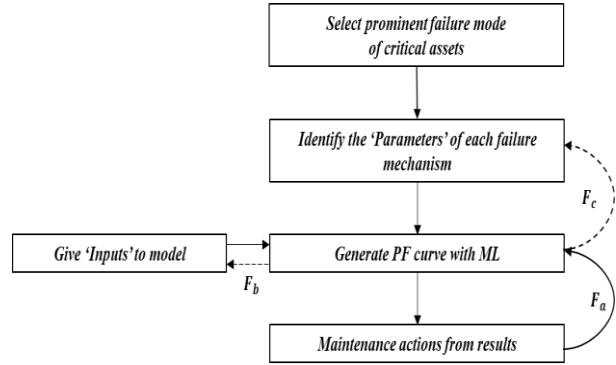 Select prominent failure mode
of critical assets
Identify the ‘Parameters’ of each failure
mechanism
Fc
Give ‘Inputs’ to model
Generate PF curve with ML
Fb
Fa
Maintenance actions from results